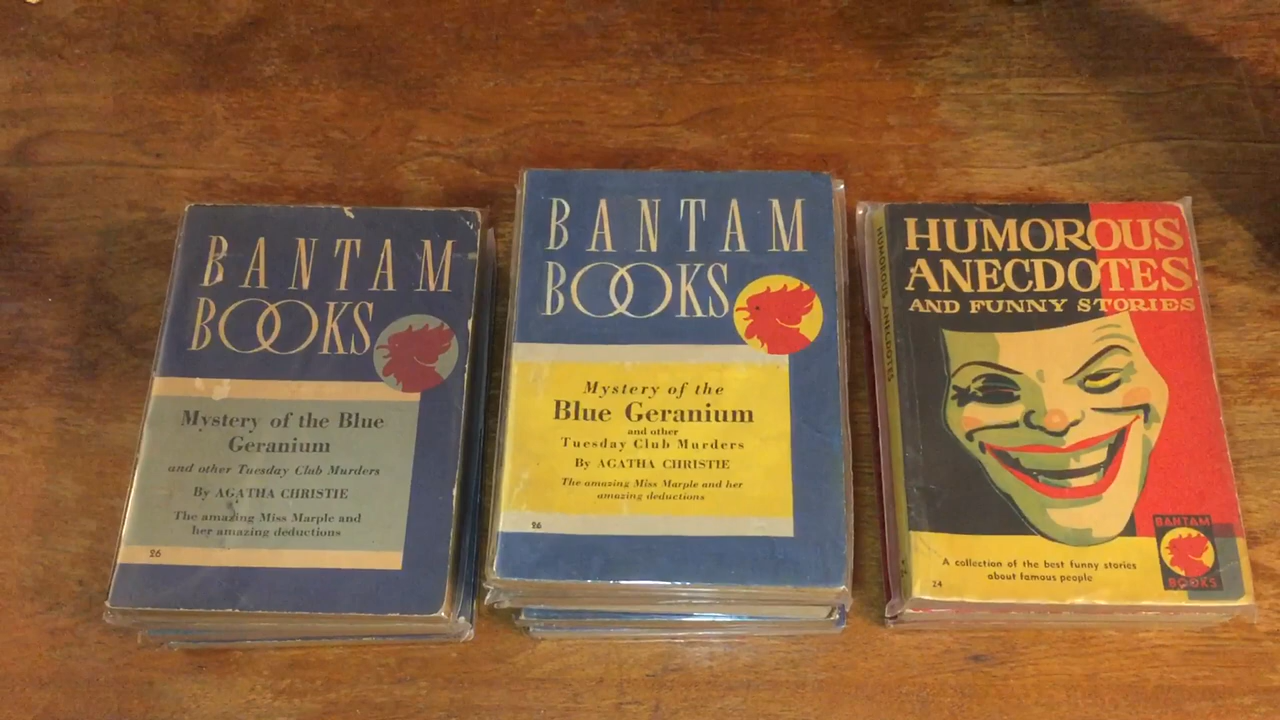 BANTAM
BOOKS
Mystery of the Blue
Geranium
and other Tuesday Club Murders
By AGATHA CHRISTIE
The amazing Miss Marple and
her amazing deductions
26
BANTAM
BOOKS
Mystery of the
Blue Geranium
and other
Tuesday Club Murders
By AGATHA CHRISTIE
The amazing Miss Marple and her
amazing deductions
26
HUMOROUS ANECDOTES
HUMOROUS
ANECDOTES
AND FUNNY STORIES
A collection of the best funny stories
about famous people
24
BANTAM
BOOKS